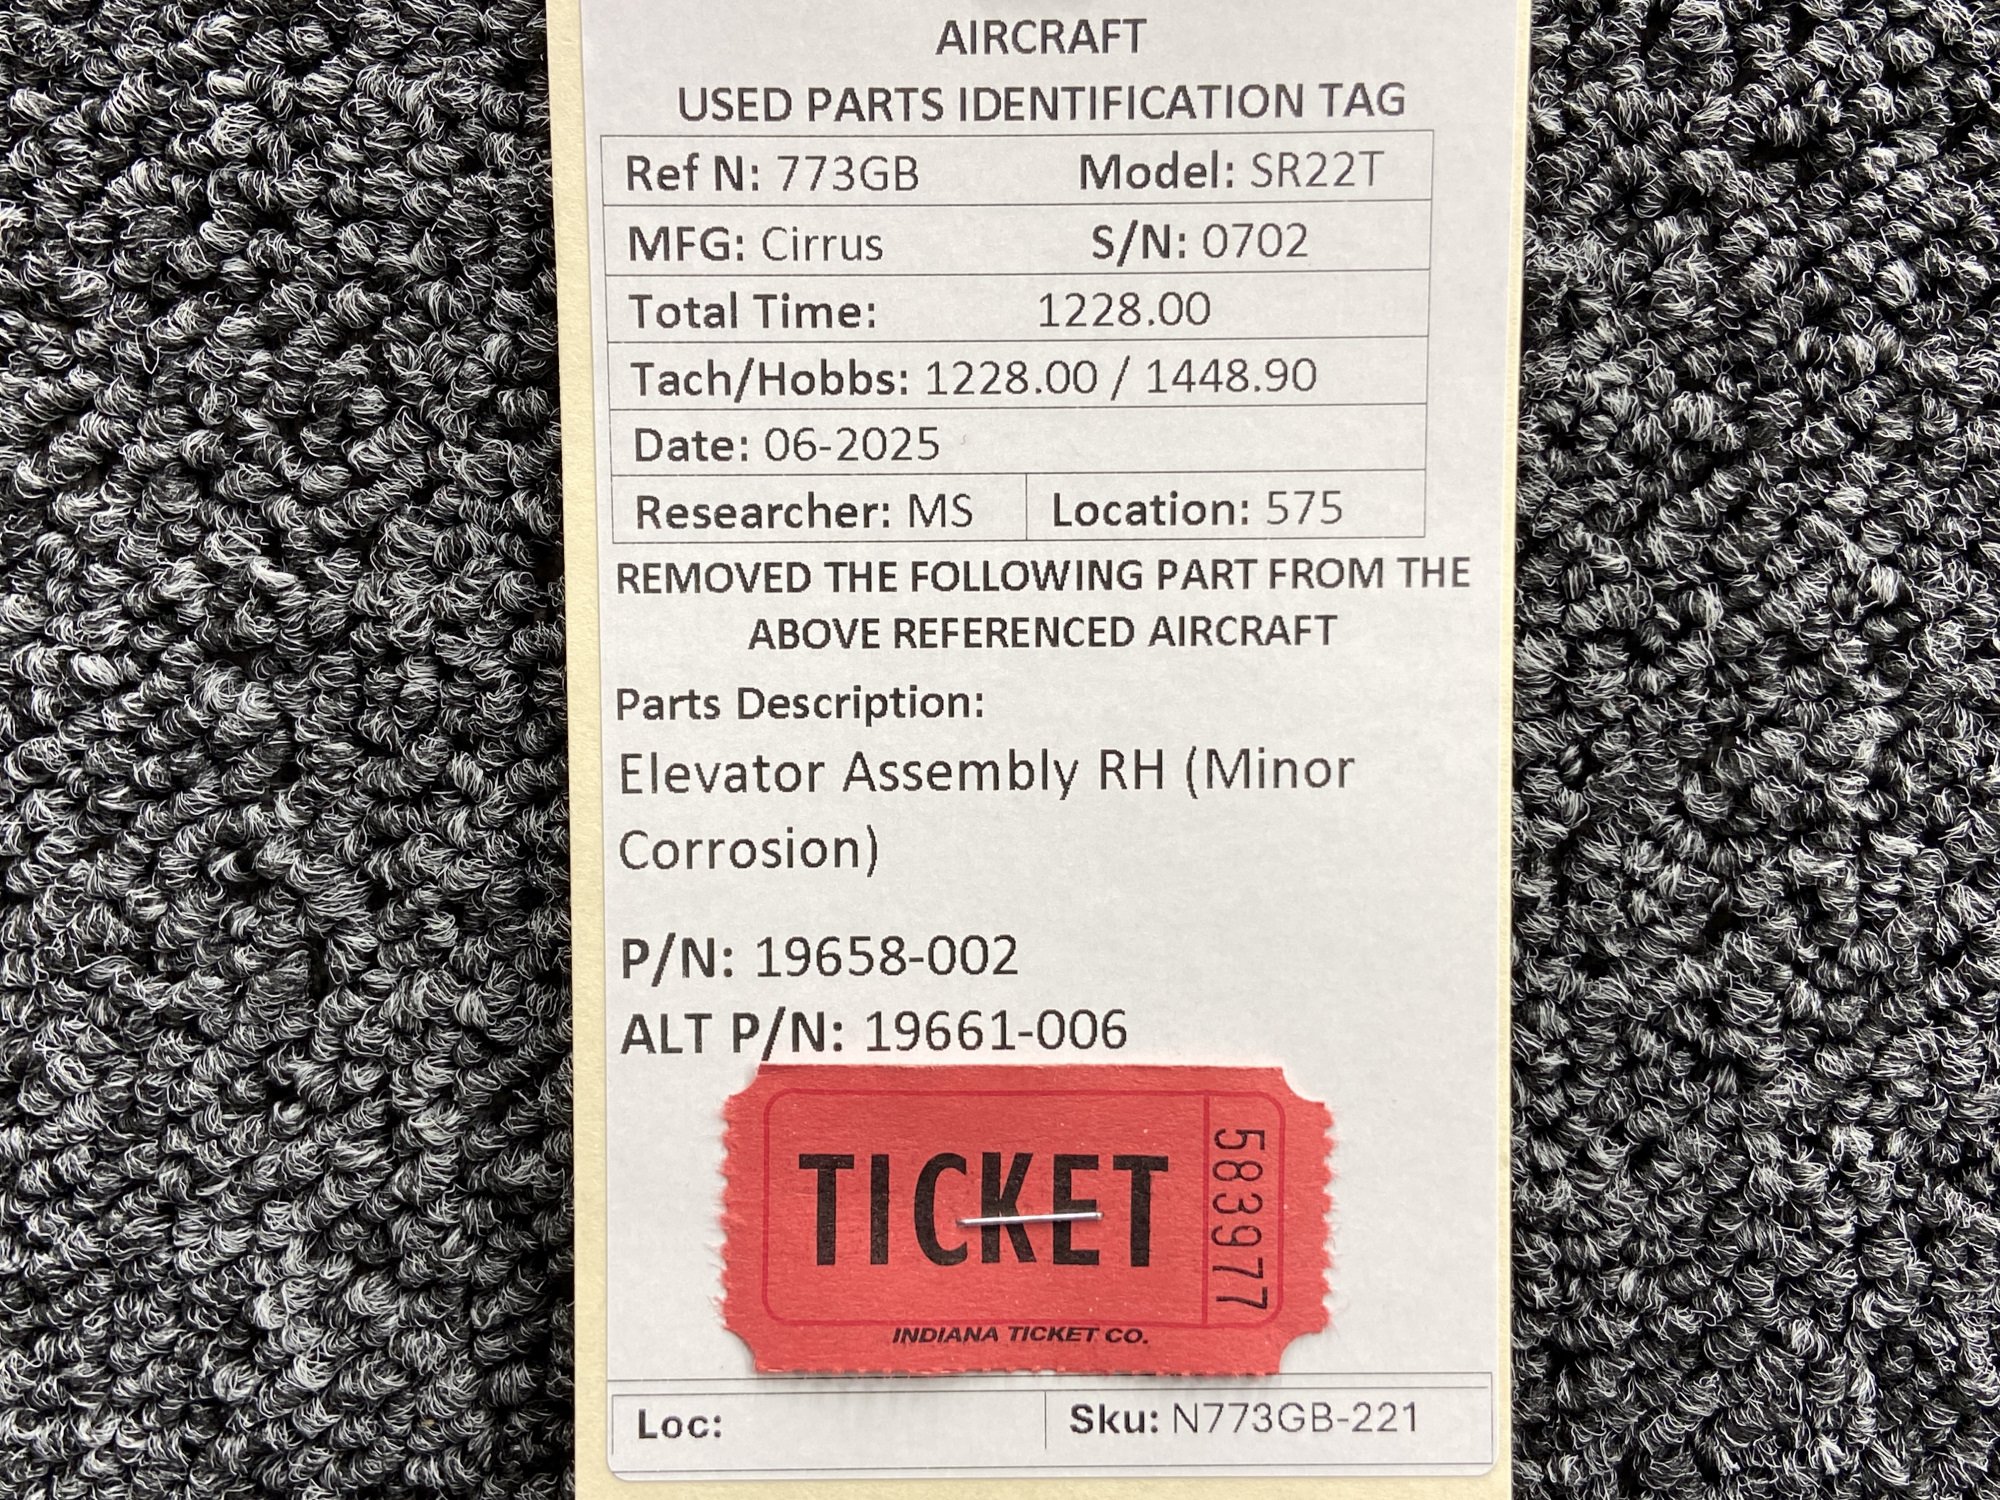 AIRCRAFT
USED PARTS IDENTIFICATION TAG
Ref N: 773GB Model: SR22T
MFG: Cirrus S/N: 0702
Total Time: 1228.00
Tach/Hobbs: 1228.00 / 1448.90
Date: 06-2025
Researcher: MS Location: 575
REMOVED THE FOLLOWING PART FROM THE
ABOVE REFERENCED AIRCRAFT
Parts Description:
Elevator Assembly RH (Minor
Corrosion)
P/N: 19658-002
ALT P/N: 19661-006
TICKET
583977
INDIANA TICKET CO.
Loc: Sku: N773GB-221